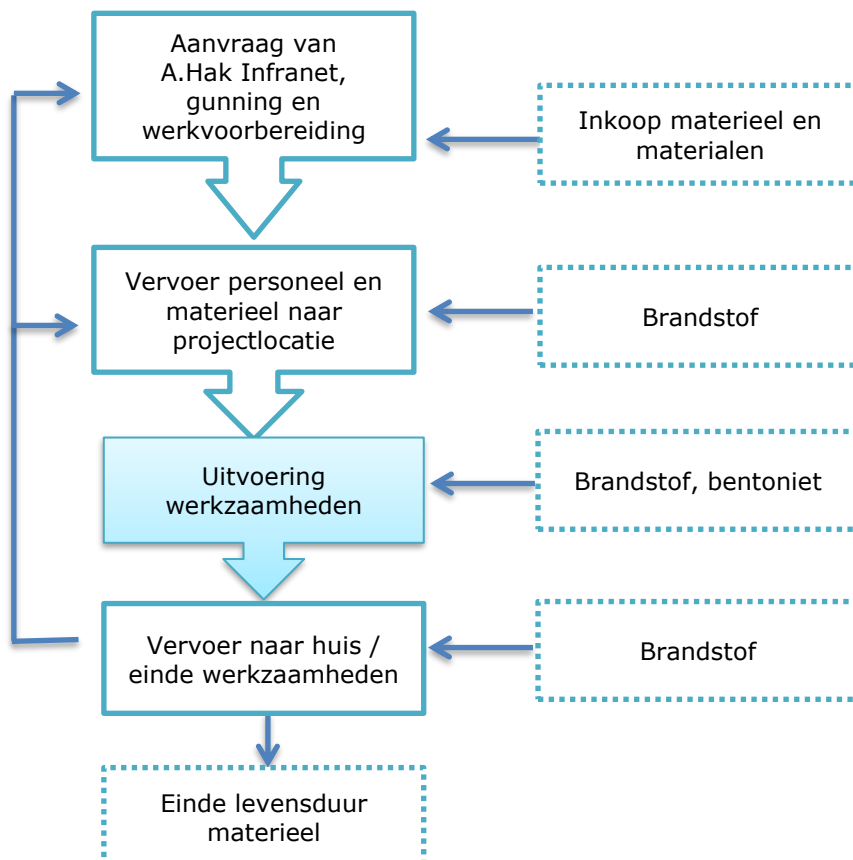 Aanvraag van
A.Hak Infranet,
gunning en
werkvoorbereiding
Inkoop materieel en
materialen
Vervoer personeel en
materieel naar
projectlocatie
Brandstof
Uitvoering
werkzaamheden
Brandstof, bentoniet
Vervoer naar huis /
einde werkzaamheden
Brandstof
Einde levensduur
materieel